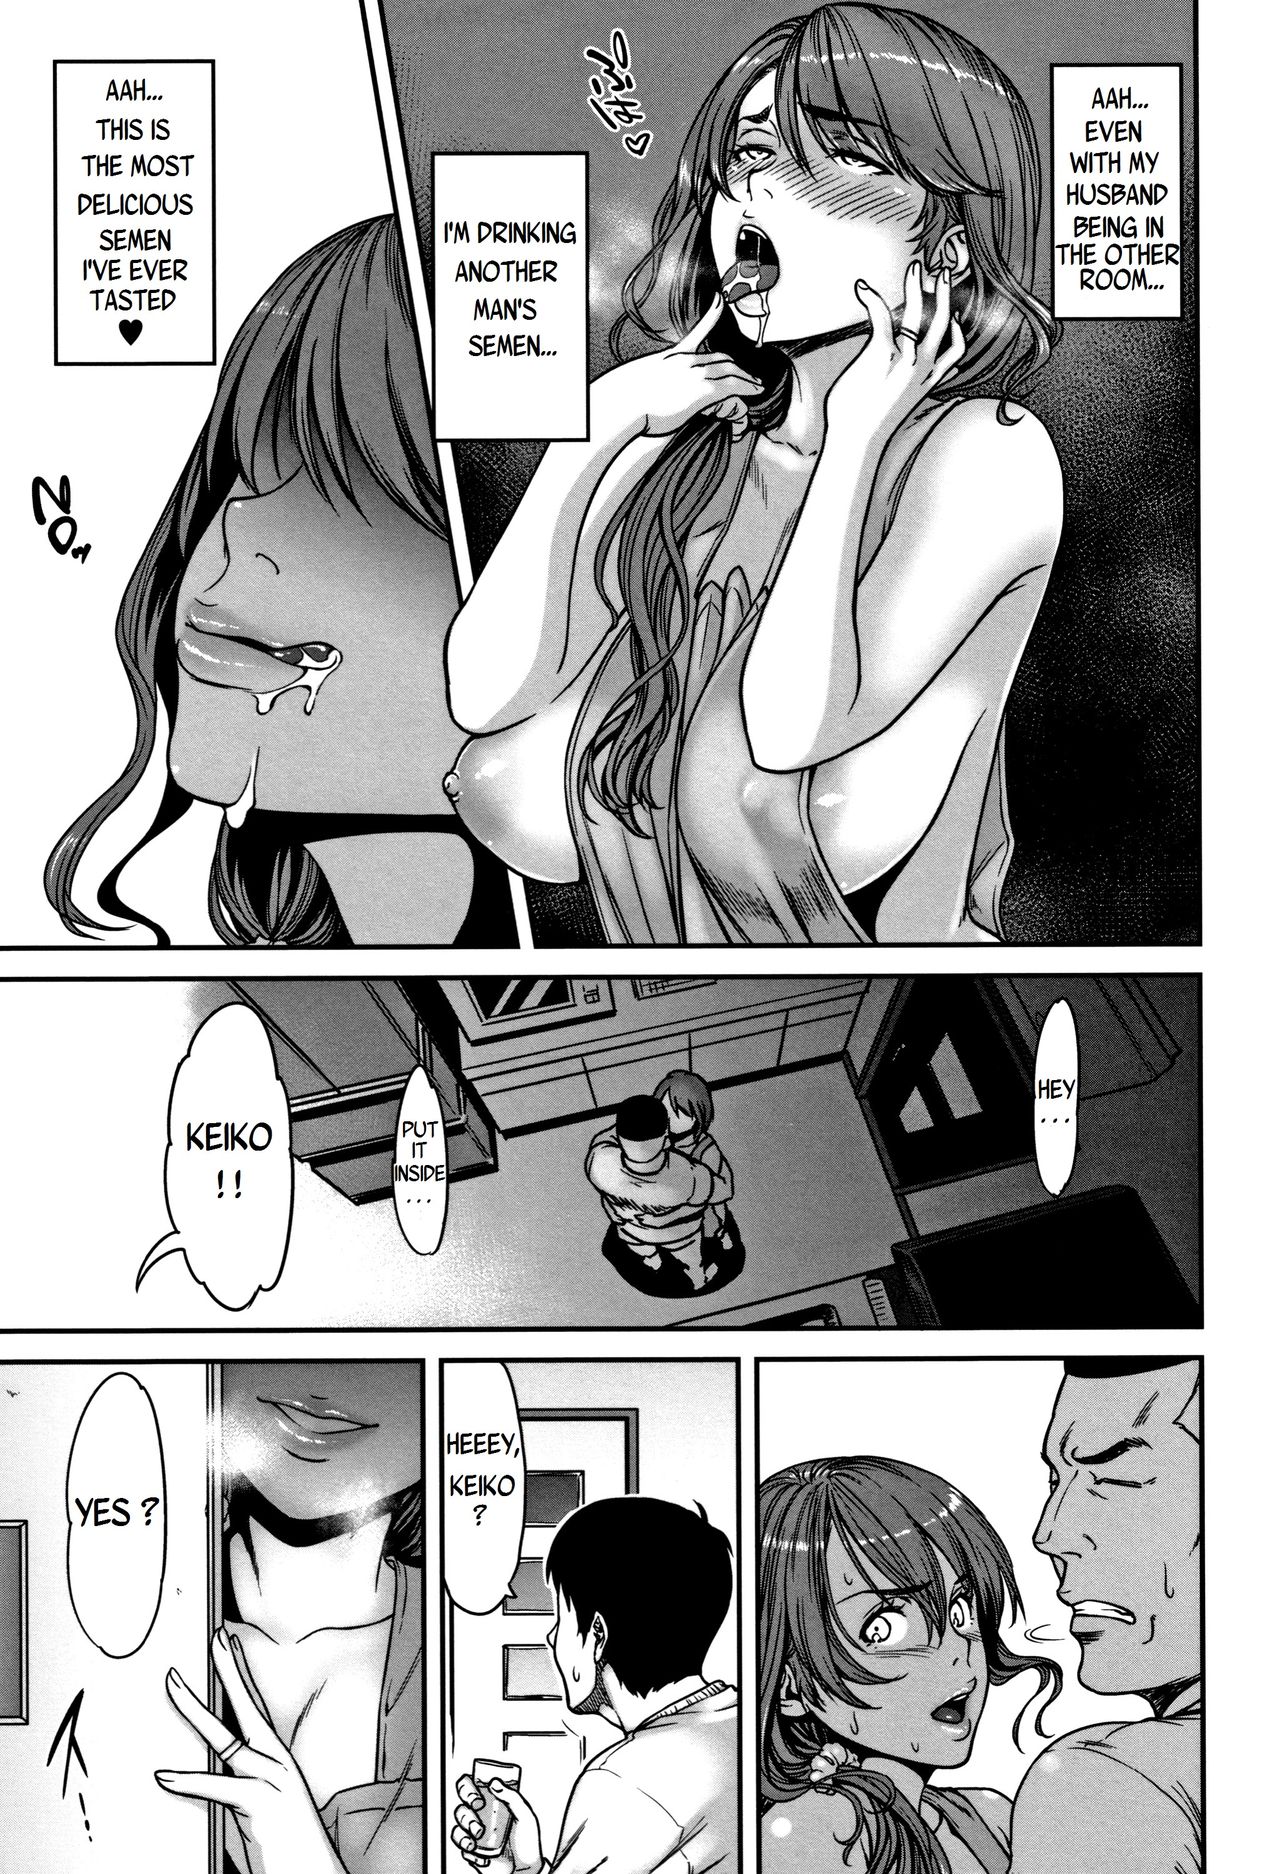 AAH...
EVEN
WITH MY
HUSBAND
BEING IN
THE OTHER
ROOM...
I'M DRINKING
ANOTHER
MAN'S
SEMEN...
AAH...
THIS IS
THE MOST
DELICIOUS
SEMEN
I'VE EVER
TASTED
♥
HEY
...
PUT
IT
INSIDE
...
KEIKO
!!
HEEEY,
KEIKO
?
YES ?